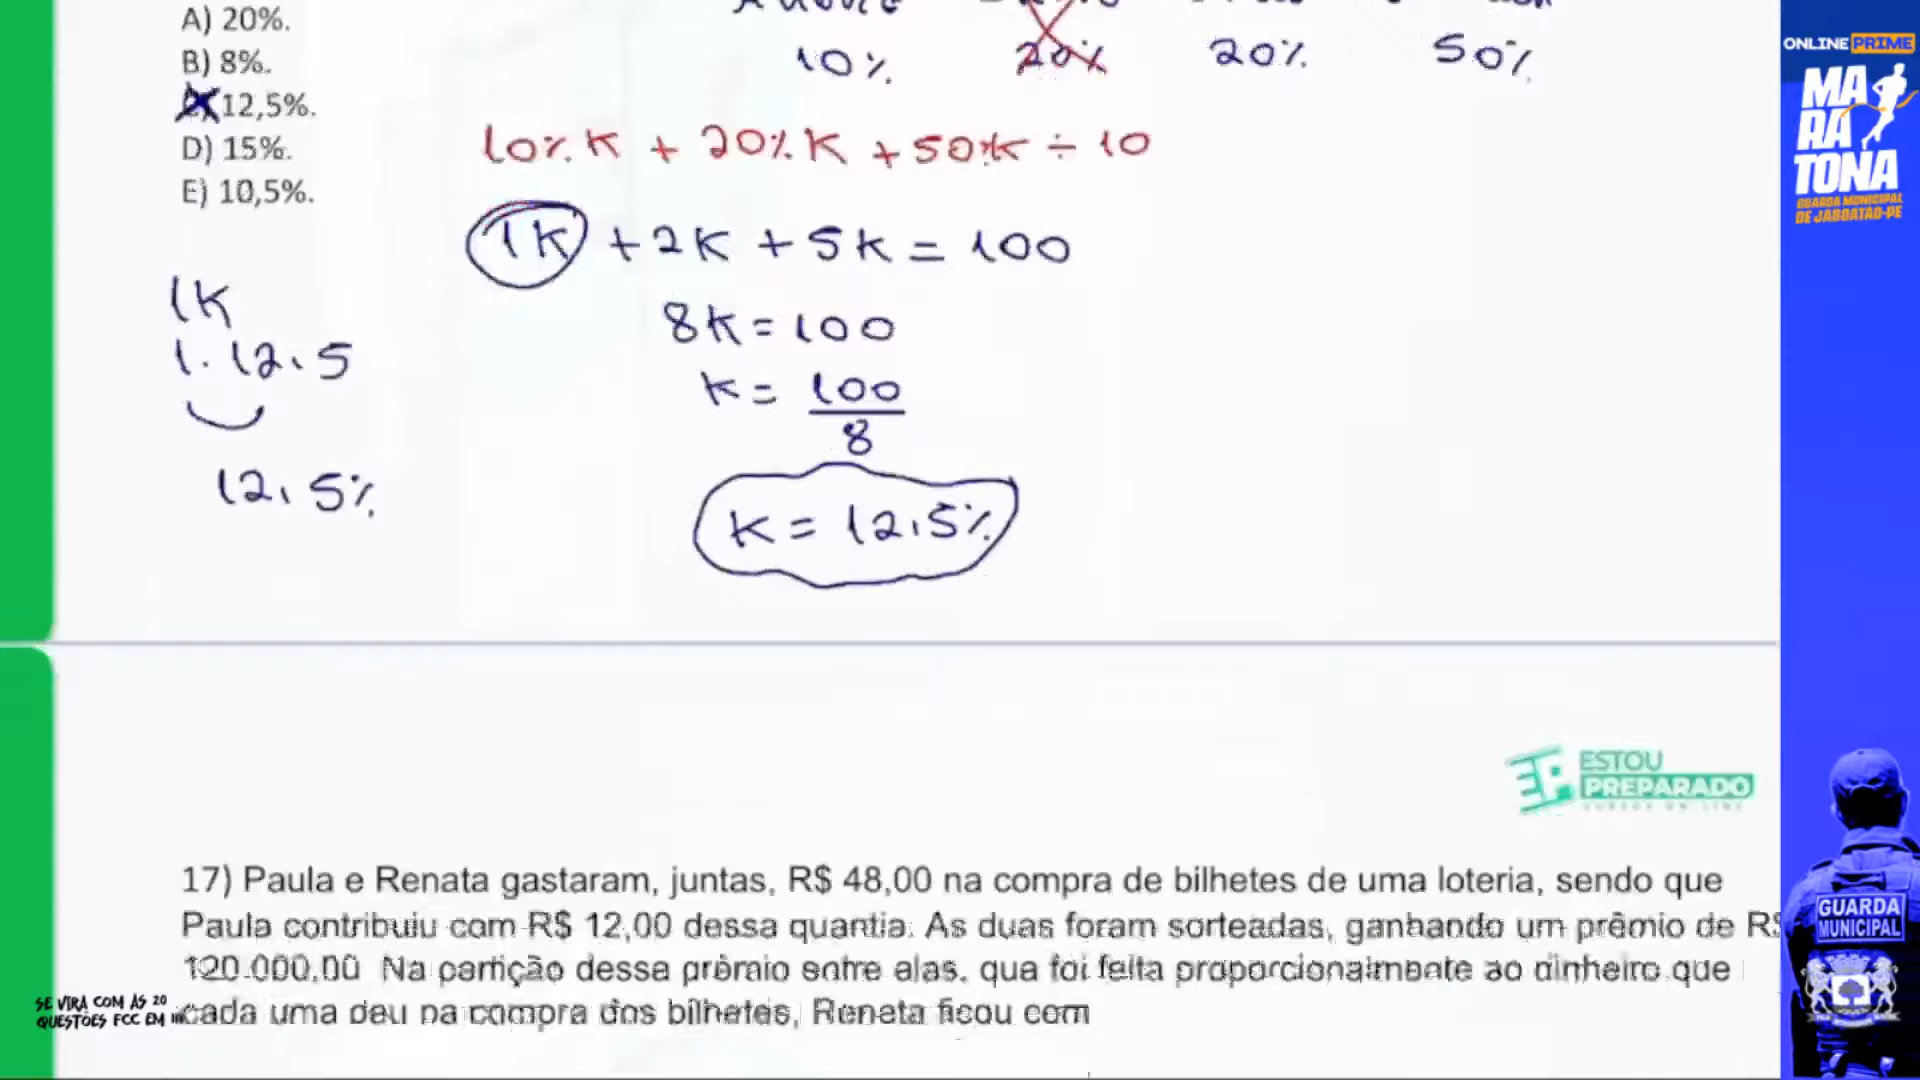 A) 20%.
B) 8%.
12,5%.
D) 15%.
E) 10,5%.
10% 20% 20% 50%
10%K + 20%K + 50%K ÷ 10
1K + 2K + 5K = 100
8K = 100
K = 100
8
K = 12,5%
1K
1.12,5
12,5%
ESTOU
PREPARADO
17) Paula e Renata gastaram, juntas, R$ 48,00 na compra de bilhetes de uma loteria, sendo que
Paula contribuiu com R$ 12,00 dessa quantia. As duas foram sorteadas, ganhando um prêmio de R$
120.000,00 Na partição desse prêmio entre elas, que foi feita proporcionalmente ao dinheiro que
cada uma deu na compra dos bilhetes, Renata ficou com
SE VIRA COM AS 20
QUESTÕES FCC EM
ONLINE PRIME
MA
RA
TONA
GUARDA MUNICIPAL
DE JABOATÃO-PE
GUARDA
MUNICIPAL